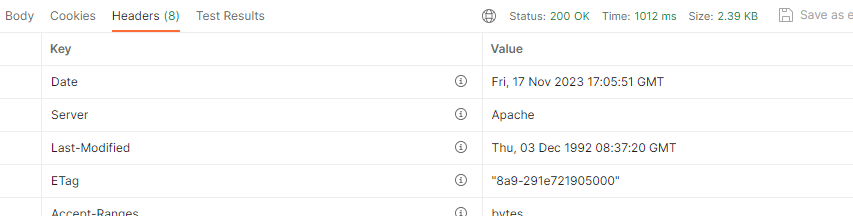 Body Cookies Headers (8) Test Results Status: 200 OK Time: 1012 ms Size: 2.39 KB Save as e
Key Value
Date Fri, 17 Nov 2023 17:05:51 GMT
Server Apache
Last-Modified Thu, 03 Dec 1992 08:37:20 GMT
ETag "8a9-291e721905000"
Accept-Ranges bytes